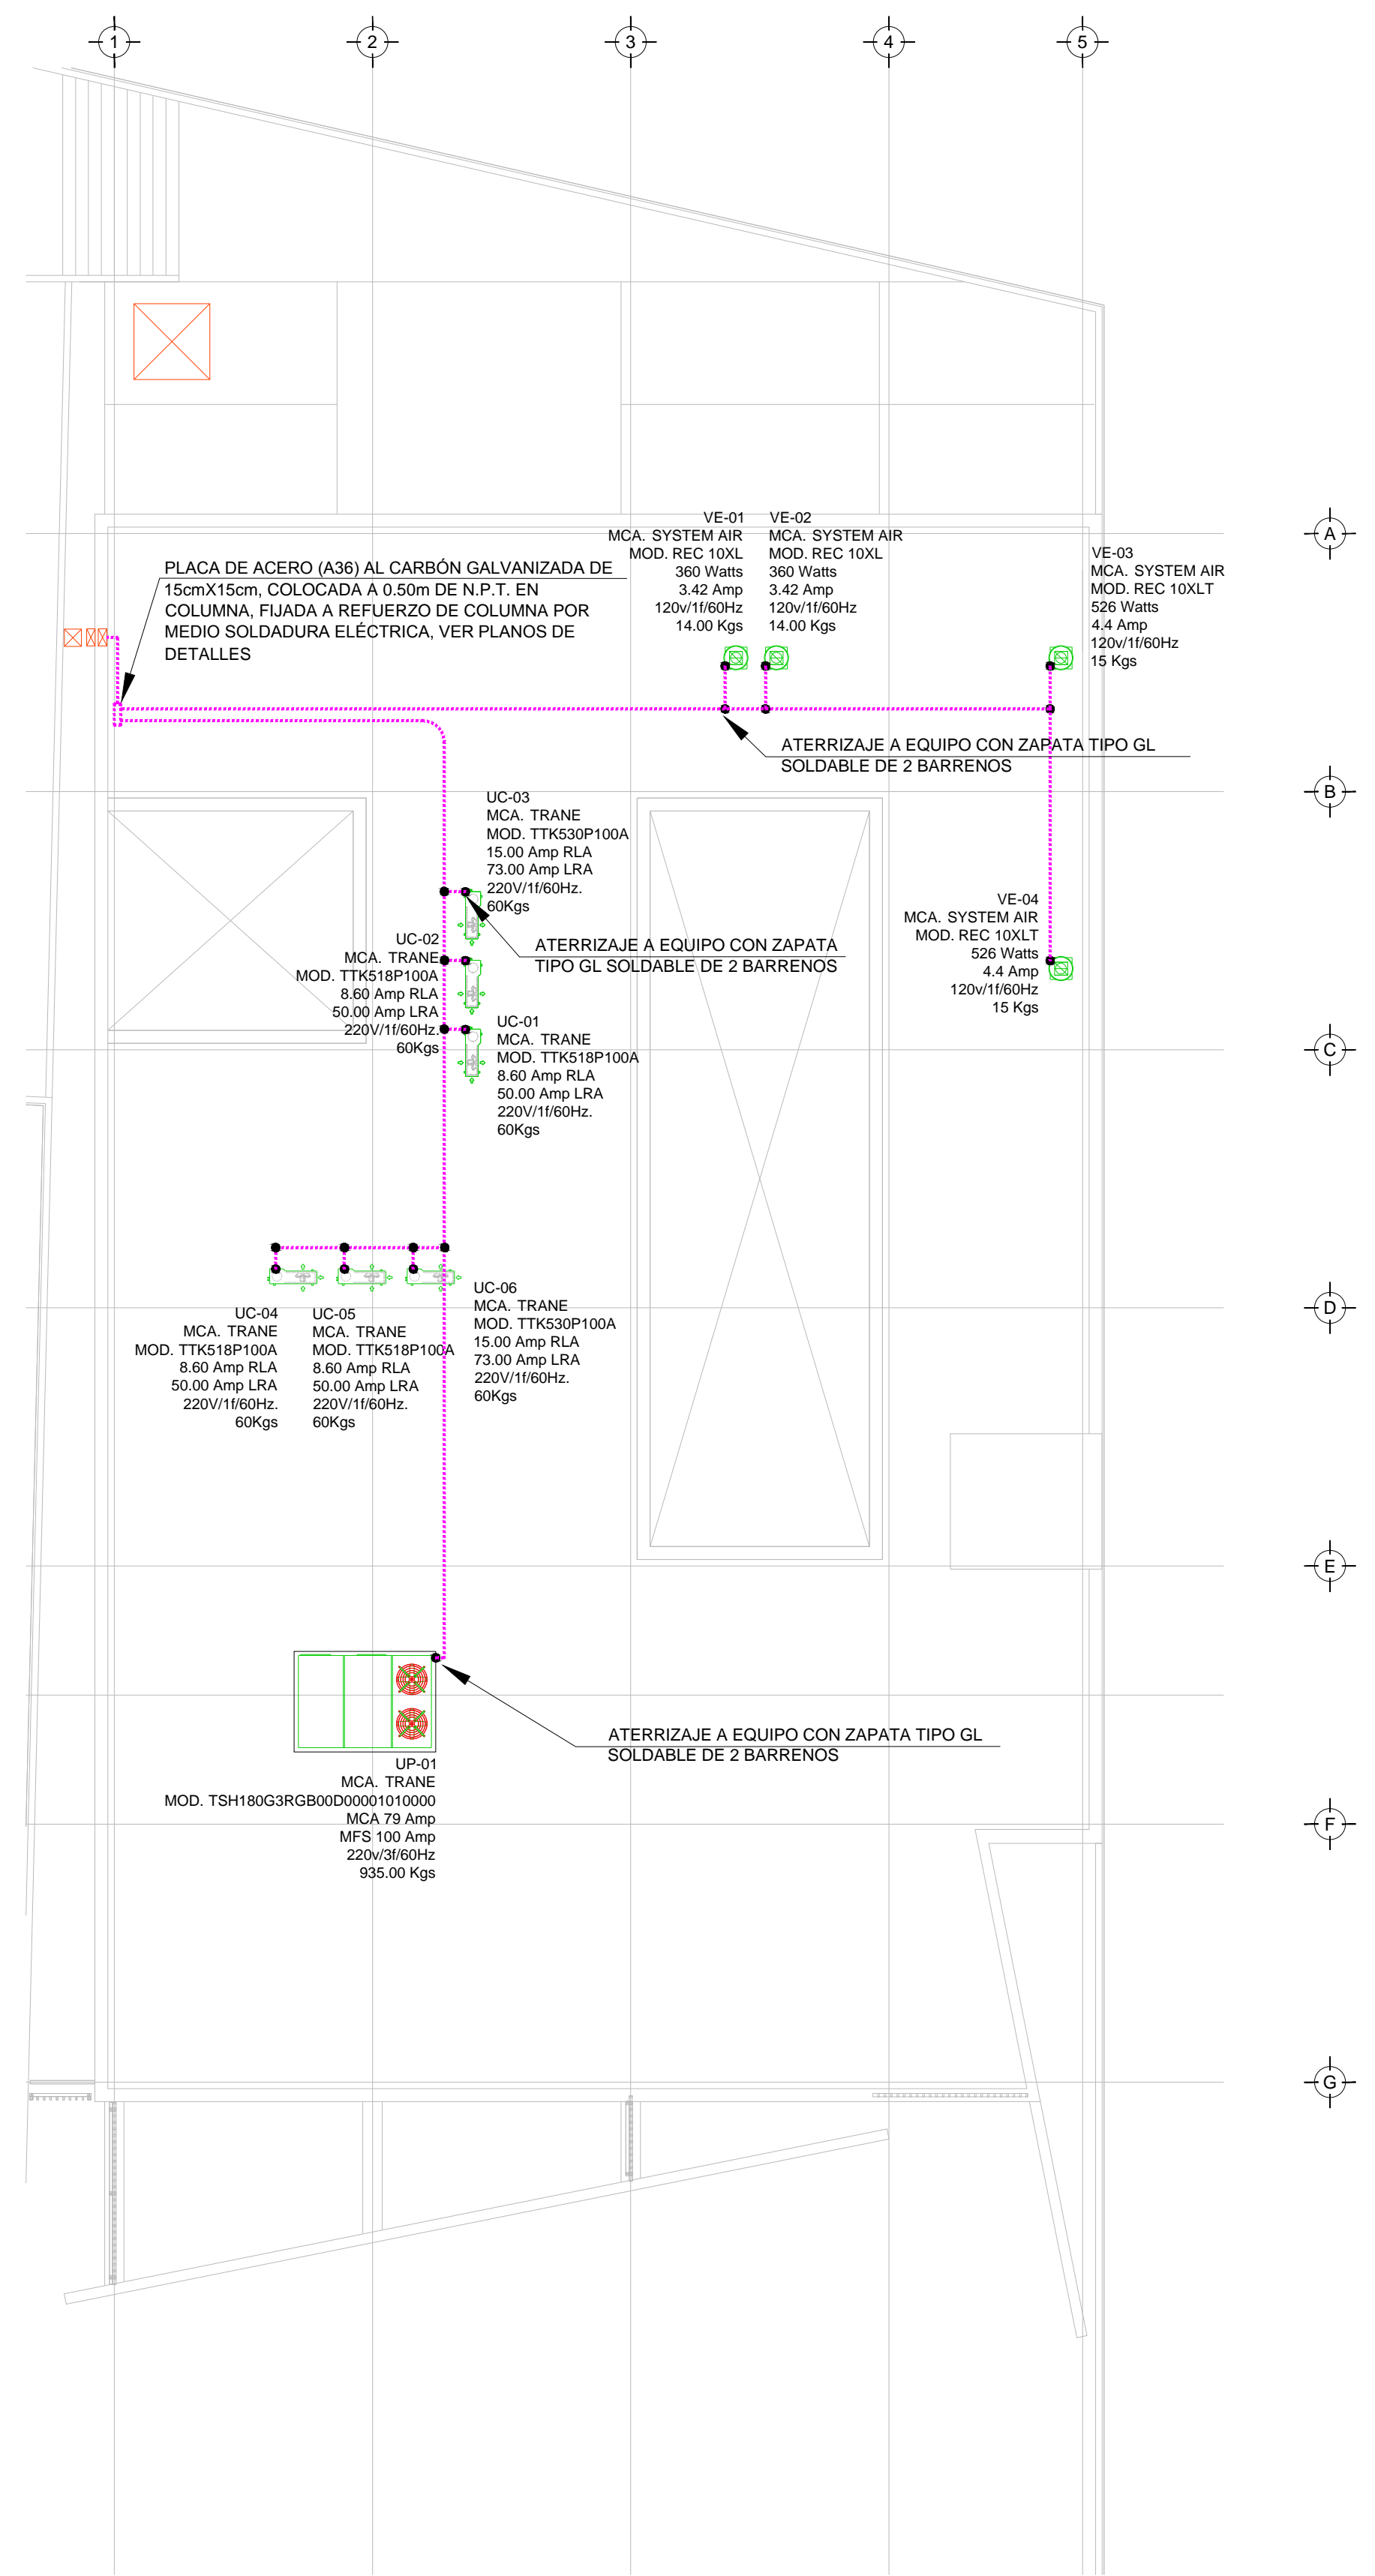 1
2
3
4
5
VE-01
MCA. SYSTEM AIR
MOD. REC 10XL
360 Watts
3.42 Amp
120v/1f/60Hz
14.00 Kgs
VE-02
MCA. SYSTEM AIR
MOD. REC 10XL
360 Watts
3.42 Amp
120v/1f/60Hz
14.00 Kgs
A
VE-03
MCA. SYSTEM AIR
MOD. REC 10XLT
526 Watts
4.4 Amp
120v/1f/60Hz
15 Kgs
PLACA DE ACERO (A36) AL CARBÓN GALVANIZADA DE
15cmX15cm, COLOCADA A 0.50m DE N.P.T. EN
COLUMNA, FIJADA A REFUERZO DE COLUMNA POR
MEDIO SOLDADURA ELÉCTRICA, VER PLANOS DE
DETALLES
ATERRIZAJE A EQUIPO CON ZAPATA TIPO GL
SOLDABLE DE 2 BARRENOS
B
UC-03
MCA. TRANE
MOD. TTK530P100A
15.00 Amp RLA
73.00 Amp LRA
220V/1f/60Hz.
60Kgs
ATERRIZAJE A EQUIPO CON ZAPATA
TIPO GL SOLDABLE DE 2 BARRENOS
VE-04
MCA. SYSTEM AIR
MOD. REC 10XLT
526 Watts
4.4 Amp
120v/1f/60Hz
15 Kgs
UC-02
MCA. TRANE
MOD. TTK518P100A
8.60 Amp RLA
50.00 Amp LRA
220V/1f/60Hz.
60Kgs
UC-01
MCA. TRANE
MOD. TTK518P100A
8.60 Amp RLA
50.00 Amp LRA
220V/1f/60Hz.
60Kgs
C
UC-06
MCA. TRANE
MOD. TTK530P100A
15.00 Amp RLA
73.00 Amp LRA
220V/1f/60Hz.
60Kgs
D
UC-04
MCA. TRANE
MOD. TTK518P100A
8.60 Amp RLA
50.00 Amp LRA
220V/1f/60Hz.
60Kgs
UC-05
MCA. TRANE
MOD. TTK518P100A
8.60 Amp RLA
50.00 Amp LRA
220V/1f/60Hz.
60Kgs
E
ATERRIZAJE A EQUIPO CON ZAPATA TIPO GL
SOLDABLE DE 2 BARRENOS
UP-01
MCA. TRANE
MOD. TSH180G3RGB00D00001010000
MCA 79 Amp
MFS 100 Amp
220v/3f/60Hz
935.00 Kgs
F
G